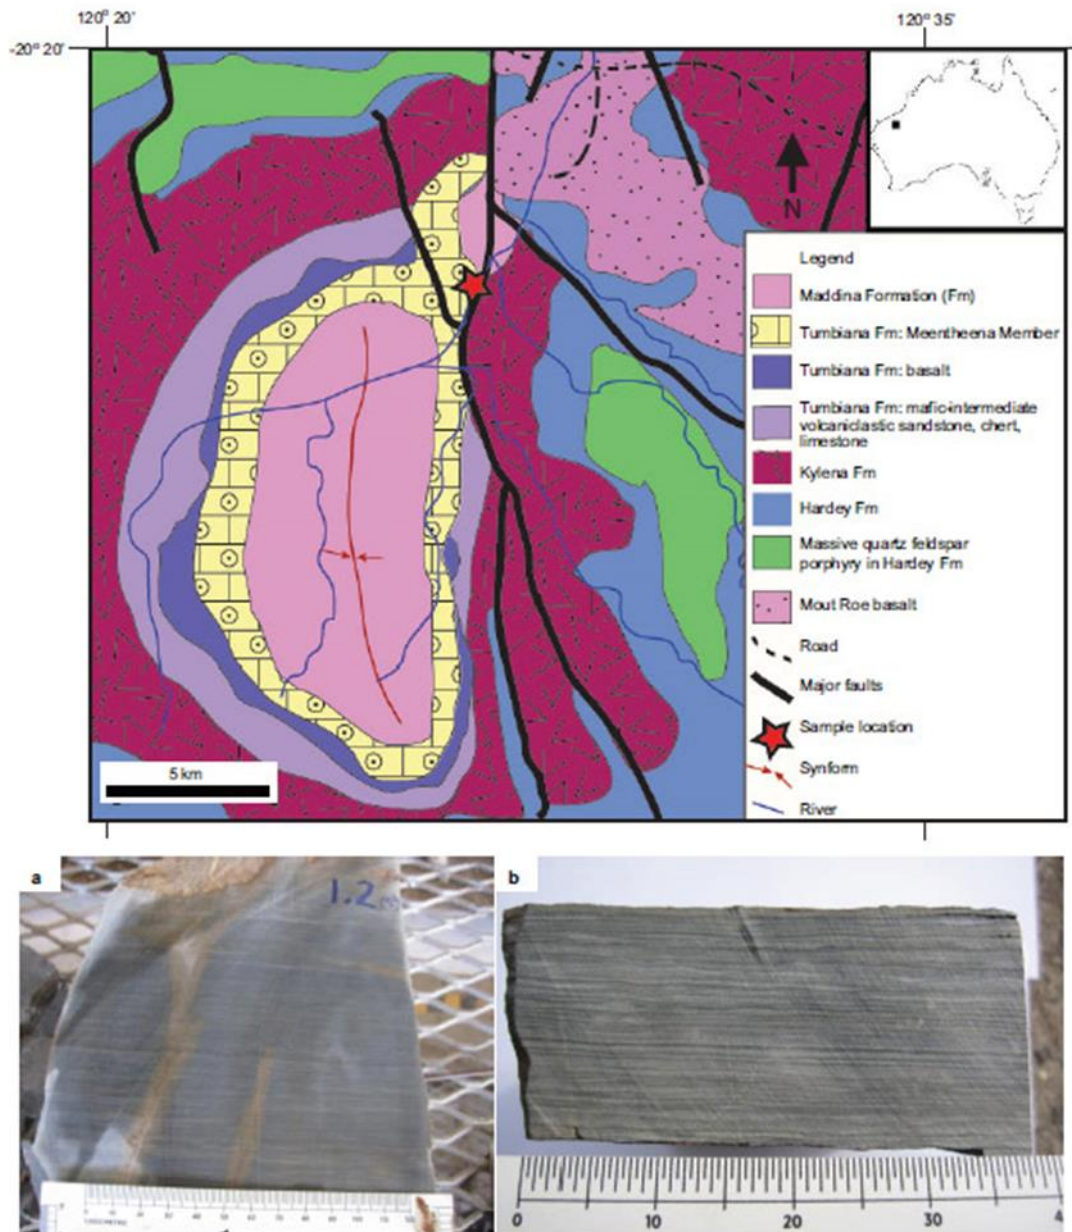 120° 20'
120° 35'
-20° 20'
N
Legend
Maddina Formation (Fm)
Tumbiana Fm: Meentheena Member
Tumbiana Fm: basalt
Tumbiana Fm: mafic-intermediate
volcaniclastic sandstone, chert,
limestone
Kylena Fm
Hardey Fm
Massive quartz feldspar
porphyry in Hardey Fm
Mout Roe basalt
Road
Major faults
Sample location
Synform
River
5 km
a
1.2
b
0 10 20 30 4